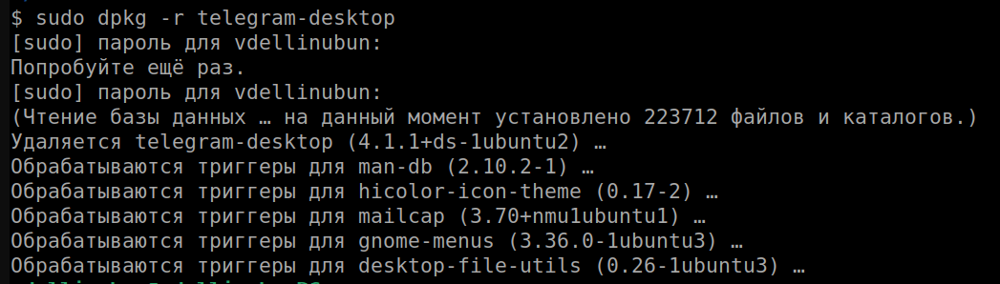 $ sudo dpkg -r telegram-desktop
[sudo] пароль для vdellinubun:
Попробуйте ещё раз.
[sudo] пароль для vdellinubun:
(Чтение базы данных … на данный момент установлено 223712 файлов и каталогов.)
Удаляется telegram-desktop (4.1.1+ds-1ubuntu2) …
Обрабатываются триггеры для man-db (2.10.2-1) …
Обрабатываются триггеры для hicolor-icon-theme (0.17-2) …
Обрабатываются триггеры для mailcap (3.70+nmu1ubuntu1) …
Обрабатываются триггеры для gnome-menus (3.36.0-1ubuntu3) …
Обрабатываются триггеры для desktop-file-utils (0.26-1ubuntu3) …